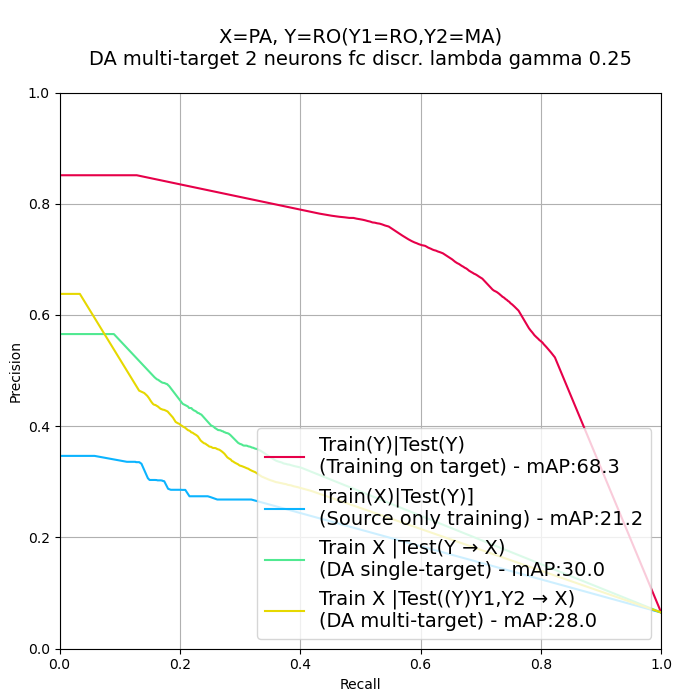 X=PA, Y=RO(Y1=RO,Y2=MA)
DA multi-target 2 neurons fc discr. lambda gamma 0.25
1.0
0.8
0.6
0.4
0.2
0.0
Precision
Train(Y)|Test(Y)
(Training on target) - mAP:68.3
Train(X)|Test(Y)]
(Source only training) - mAP:21.2
Train X |Test(Y → X)
(DA single-target) - mAP:30.0
Train X |Test((Y)Y1,Y2 → X)
(DA multi-target) - mAP:28.0
0.0 0.2 0.4 0.6 0.8 1.0
Recall